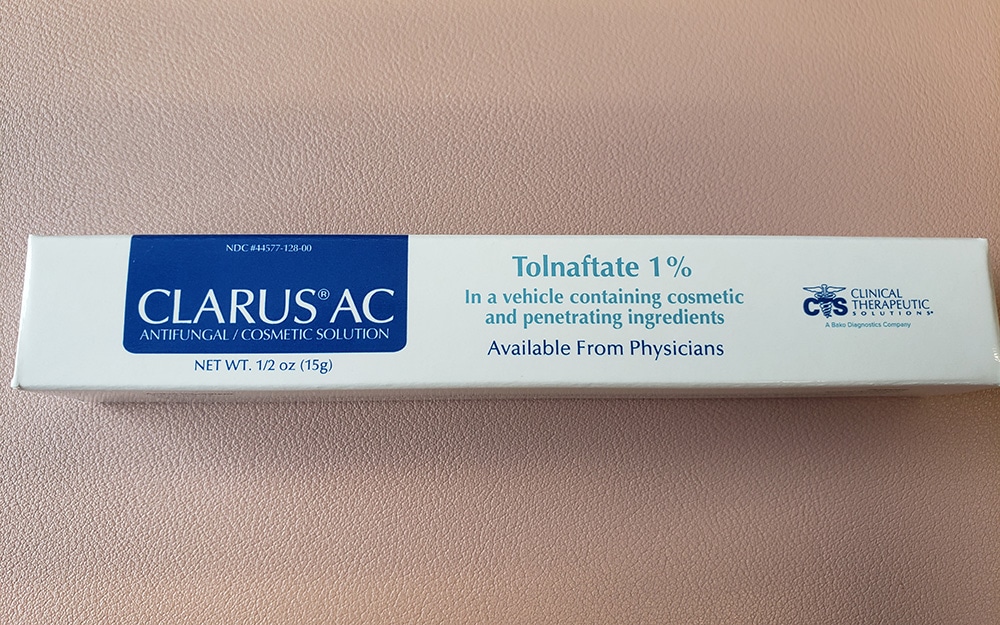 NDC #44577-128-00
CLARUS® AC
ANTIFUNGAL / COSMETIC SOLUTION
NET WT. 1/2 oz (15g)
Tolnaftate 1%
In a vehicle containing cosmetic
and penetrating ingredients
Available From Physicians
CTS
CLINICAL
THERAPEUTIC
SOLUTIONS®
A Bako Diagnostics Company